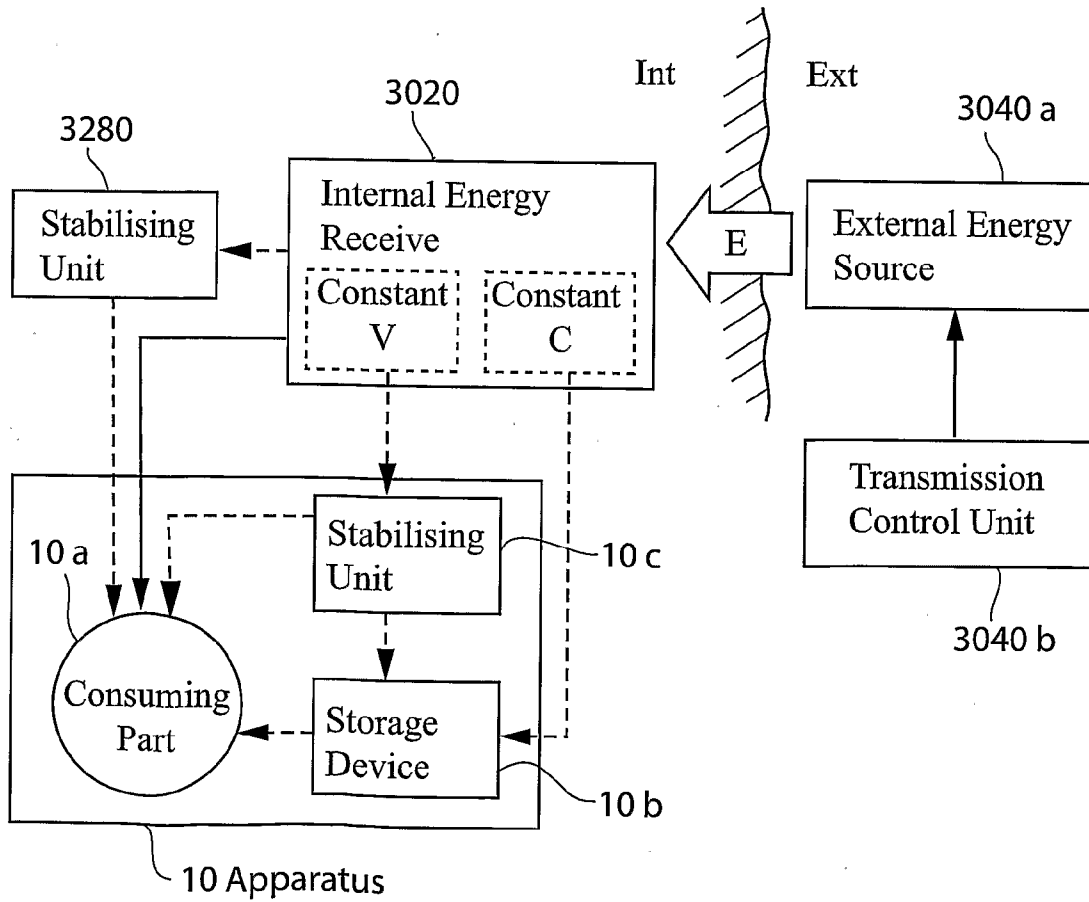 Int
Ext
3020
3040 a
3280
Internal Energy
Receive
Stabilising
Unit
External Energy
Source
E
Constant
V
Constant
C
Transmission
Control Unit
Stabilising
Unit
10 c
10 a
3040 b
Consuming
Part
Storage
Device
10 b
10 Apparatus